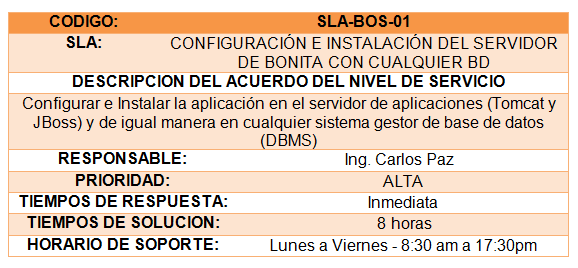 CODIGO: SLA-BOS-01
SLA: CONFIGURACIÓN E INSTALACIÓN DEL SERVIDOR
DE BONITA CON CUALQUIER BD
DESCRIPCION DEL ACUERDO DEL NIVEL DE SERVICIO
Configurar e Instalar la aplicación en el servidor de aplicaciones (Tomcat y
JBoss) y de igual manera en cualquier sistema gestor de base de datos
(DBMS)
RESPONSABLE: Ing. Carlos Paz
PRIORIDAD: ALTA
TIEMPOS DE RESPUESTA: Inmediata
TIEMPOS DE SOLUCION: 8 horas
HORARIO DE SOPORTE: Lunes a Viernes - 8:30 am a 17:30pm